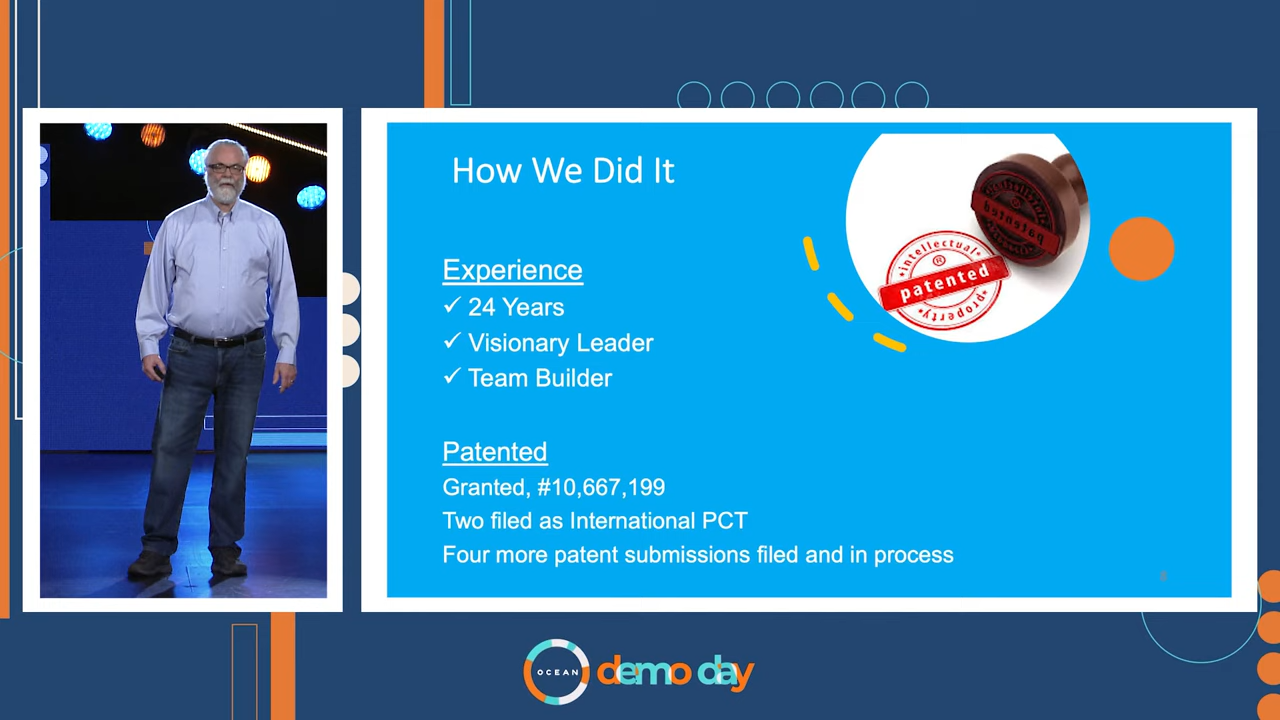 How We Did It
intellectual
®
patented
property
patented
Experience
✓ 24 Years
✓ Visionary Leader
✓ Team Builder
Patented
Granted, #10,667,199
Two filed as International PCT
Four more patent submissions filed and in process
OCEAN
demo day